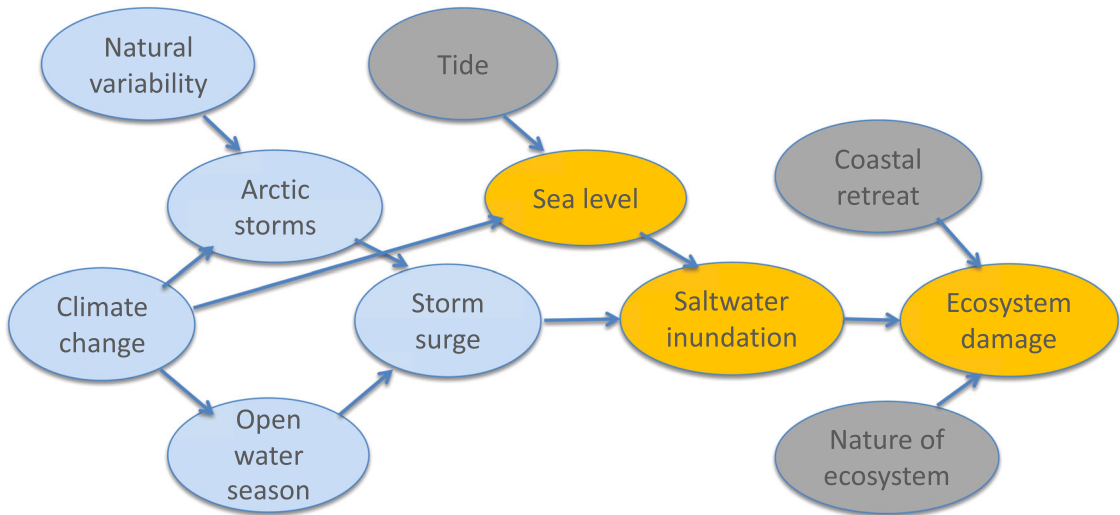 Natural
variability
Tide
Arctic
storms
Sea level
Coastal
retreat
Climate
change
Storm
surge
Saltwater
inundation
Ecosystem
damage
Open
water
season
Nature of
ecosystem